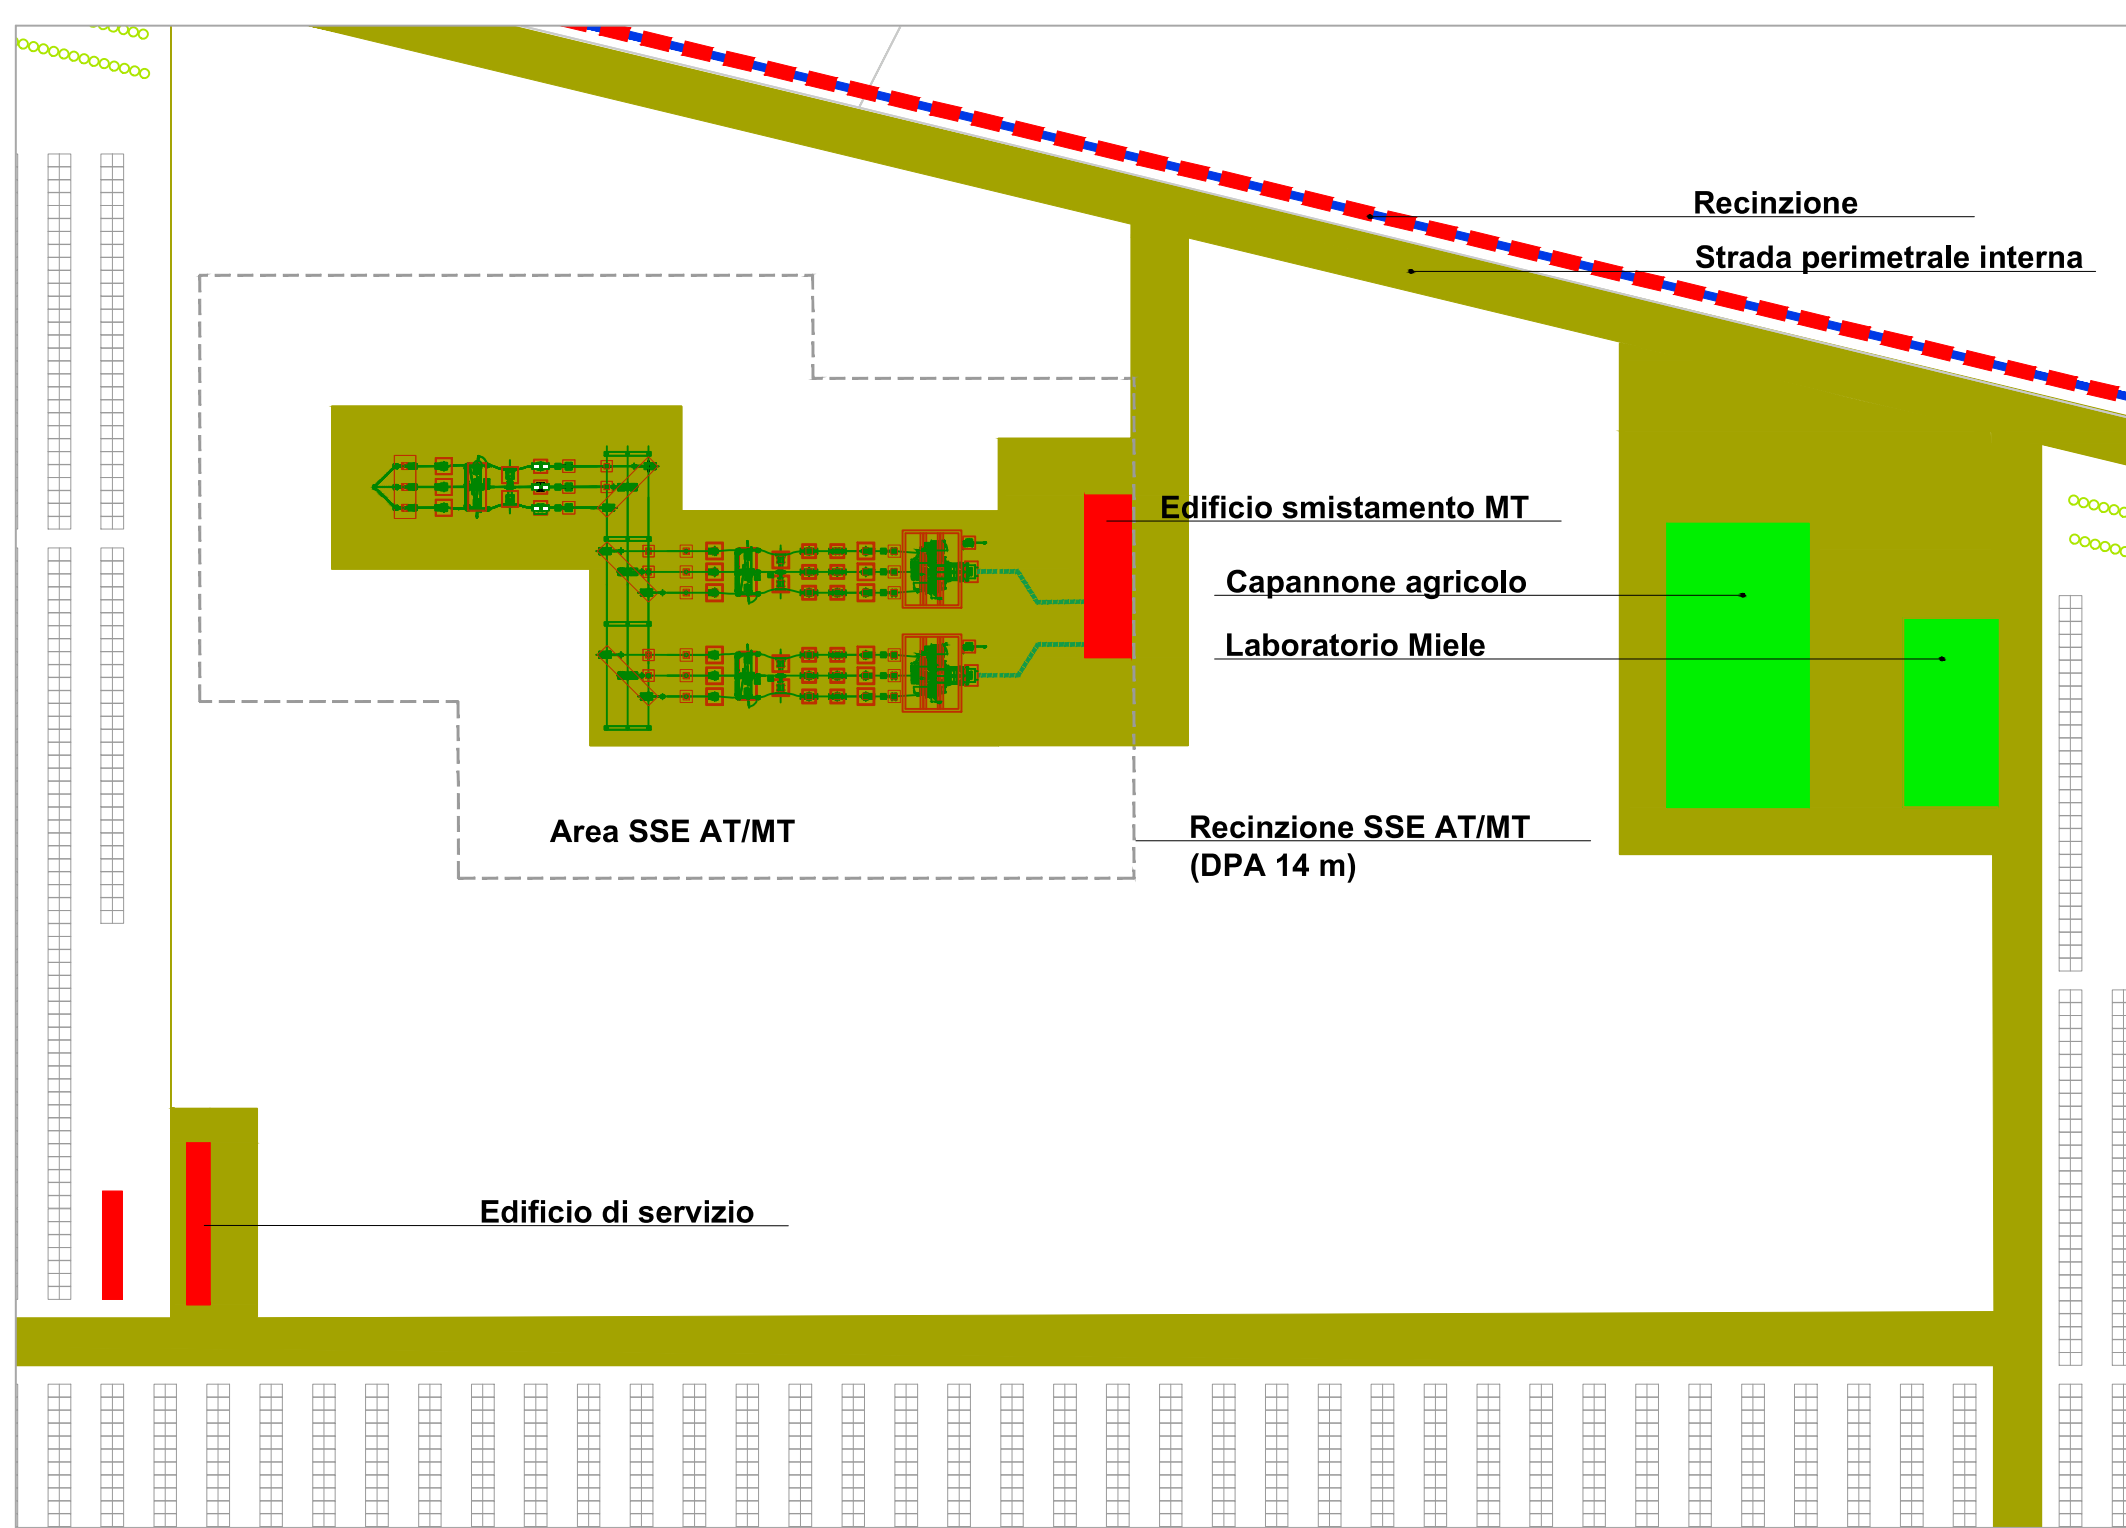 Recinzione
Strada perimetrale interna
Edificio smistamento MT
Capannone agricolo
Laboratorio Miele
Area SSE AT/MT
Recinzione SSE AT/MT
(DPA 14 m)
Edificio di servizio